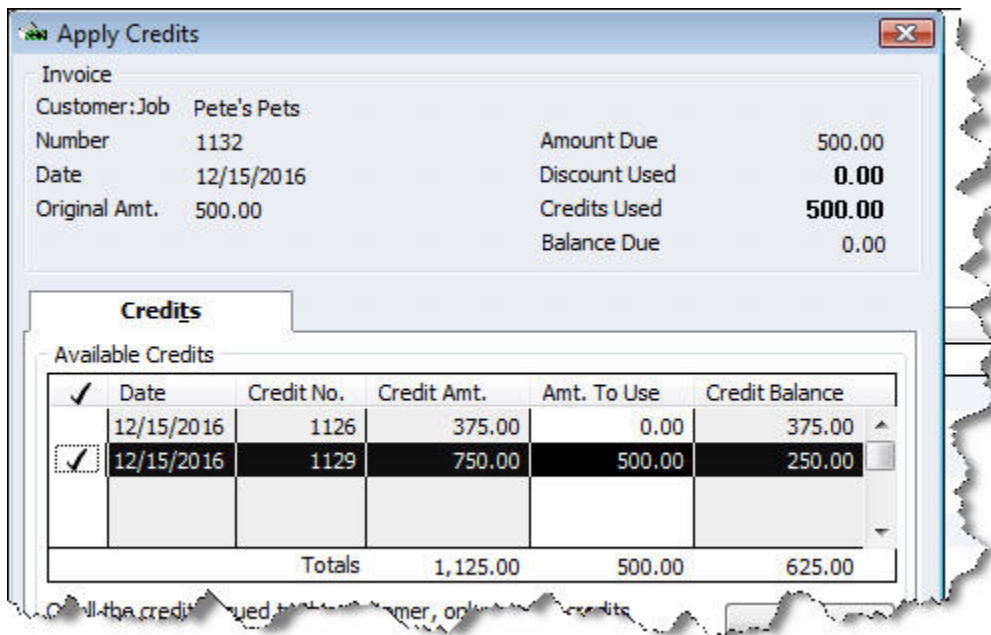 Apply Credits
Invoice
Customer:Job Pete's Pets
Number 1132 Amount Due 500.00
Date 12/15/2016 Discount Used 0.00
Original Amt. 500.00 Credits Used 500.00
Balance Due 0.00
Credits
Available Credits
✓ Date Credit No. Credit Amt. Amt. To Use Credit Balance
12/15/2016 1126 375.00 0.00 375.00
✓ 12/15/2016 1129 750.00 500.00 250.00
Totals 1,125.00 500.00 625.00
the